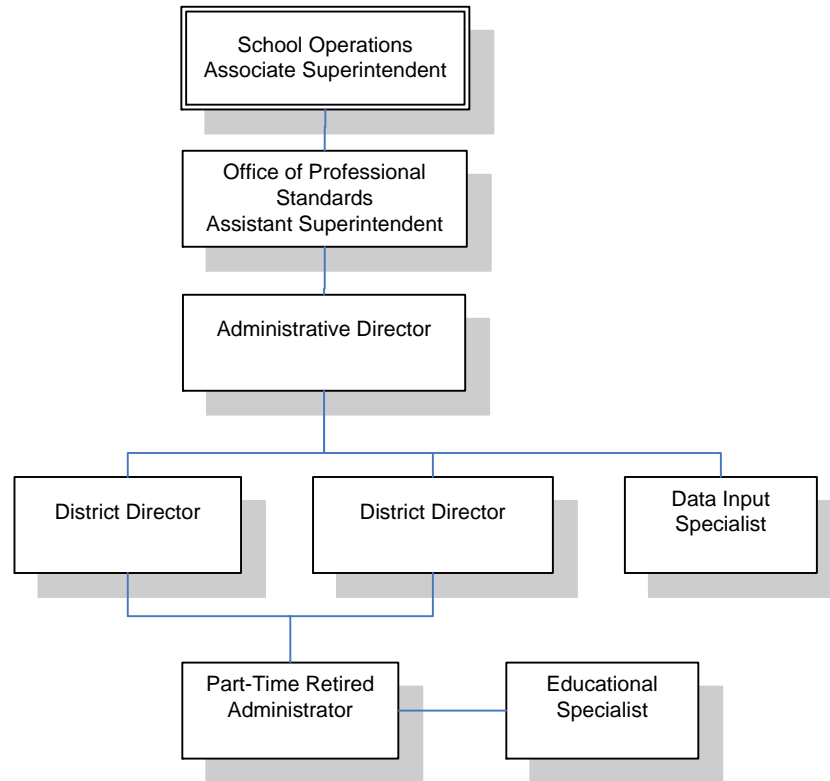 School Operations
Associate Superintendent
Office of Professional
Standards
Assistant Superintendent
Administrative Director
District Director
District Director
Data Input
Specialist
Part-Time Retired
Administrator
Educational
Specialist